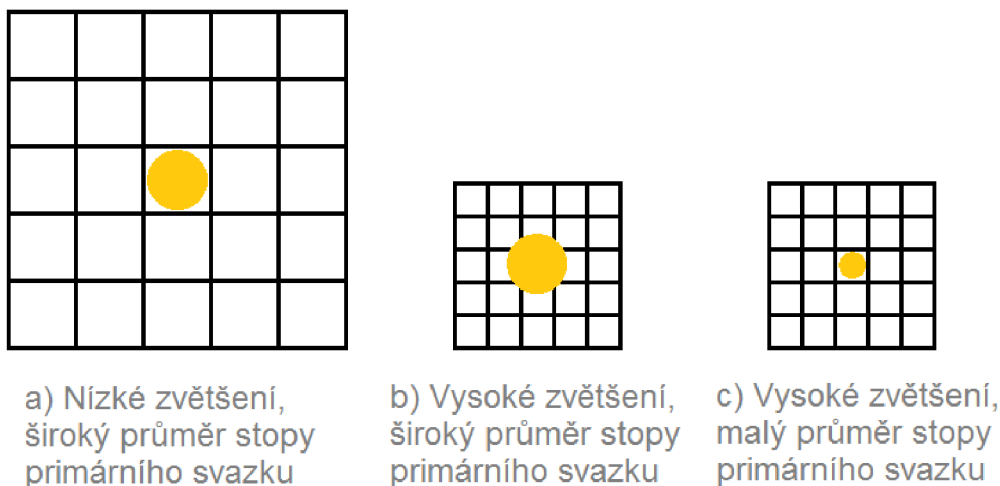 a) Nízké zvětšení,
široký průměr stopy
primárního svazku
b) Vysoké zvětšení,
široký průměr stopy
primárního svazku
c) Vysoké zvětšení,
malý průměr stopy
primárního svazku